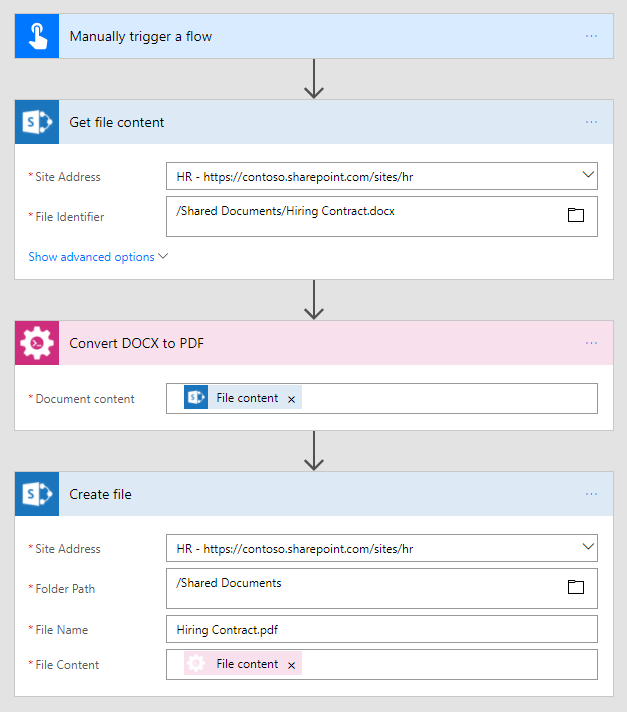 Manually trigger a flow
Get file content
* Site Address HR - https://contoso.sharepoint.com/sites/hr
* File Identifier /Shared Documents/Hiring Contract.docx
Show advanced options
Convert DOCX to PDF
* Document content File content x
Create file
* Site Address HR - https://contoso.sharepoint.com/sites/hr
* Folder Path /Shared Documents
* File Name Hiring Contract.pdf
* File Content File content x